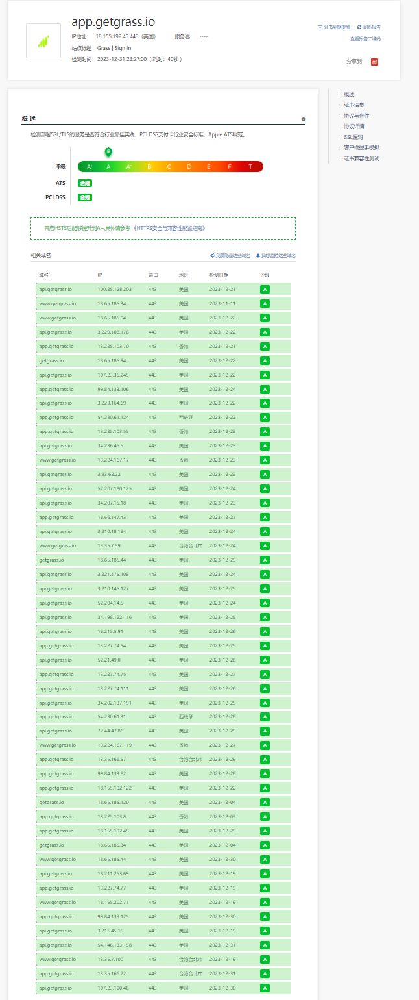 app.getgrass.io
IP地址: 18.155.192.45:443 (美国) 服务器: ----
站点标题: Grass | Sign In
检测时间: 2023-12-31 23:27:00 ( 耗时: 40秒 )
证书到期提醒 刷新报告
查看报告二维码
分享到:
概述
证书信息
协议与套件
协议详情
SSL漏洞
客户端握手模拟
证书兼容性测试
概 述
检测部署SSL/TLS的服务是否符合行业最佳实践，PCI DSS支付卡行业安全标准，Apple ATS规范。
评级 A+ A A- B C D E F T
ATS 合规
PCI DSS 合规
开启HSTS后能够提升到A+,具体请参考 《HTTPS安全与兼容性配置指南》
相关域名 我要隐藏这些域名 我想监控这些域名
域名 IP 端口 地区 检测日期 评级
api.getgrass.io 100.25.128.203 443 美国 2023-12-21 A
www.getgrass.io 18.65.185.34 443 美国 2023-11-11 A
www.getgrass.io 18.65.185.94 443 美国 2023-12-22 A
api.getgrass.io 3.229.108.178 443 美国 2023-12-22 A
app.getgrass.io 13.225.103.70 443 香港 2023-12-21 A
getgrass.io 18.65.185.94 443 美国 2023-12-22 A
api.getgrass.io 107.23.35.245 443 美国 2023-12-22 A
app.getgrass.io 99.84.133.106 443 美国 2023-12-24 A
api.getgrass.io 3.223.164.69 443 美国 2023-12-22 A
app.getgrass.io 54.230.61.124 443 西班牙 2023-12-22 A
app.getgrass.io 13.225.103.55 443 香港 2023-12-23 A
api.getgrass.io 34.236.45.5 443 美国 2023-12-23 A
www.getgrass.io 13.224.167.17 443 香港 2023-12-23 A
api.getgrass.io 3.83.62.22 443 美国 2023-12-23 A
api.getgrass.io 52.207.180.125 443 美国 2023-12-24 A
api.getgrass.io 34.207.15.18 443 美国 2023-12-23 A
app.getgrass.io 18.66.147.43 443 美国 2023-12-27 A
api.getgrass.io 3.210.18.184 443 美国 2023-12-24 A
www.getgrass.io 13.35.7.59 443 台湾台北市 2023-12-24 A
getgrass.io 18.65.185.44 443 美国 2023-12-29 A
api.getgrass.io 3.221.175.108 443 美国 2023-12-24 A
api.getgrass.io 3.210.145.127 443 美国 2023-12-25 A
api.getgrass.io 52.204.14.5 443 美国 2023-12-24 A
api.getgrass.io 34.198.122.116 443 美国 2023-12-25 A
api.getgrass.io 18.215.5.91 443 美国 2023-12-26 A
app.getgrass.io 13.227.74.54 443 美国 2023-12-25 A
api.getgrass.io 52.21.49.0 443 美国 2023-12-26 A
app.getgrass.io 13.227.74.75 443 美国 2023-12-27 A
app.getgrass.io 13.227.74.111 443 美国 2023-12-26 A
api.getgrass.io 34.202.137.191 443 美国 2023-12-25 A
app.getgrass.io 54.230.61.31 443 西班牙 2023-12-28 A
api.getgrass.io 72.44.47.86 443 美国 2023-12-29 A
www.getgrass.io 13.224.167.119 443 香港 2023-12-27 A
app.getgrass.io 13.35.166.57 443 台湾台北市 2023-12-29 A
app.getgrass.io 99.84.133.82 443 美国 2023-12-28 A
app.getgrass.io 18.155.192.122 443 美国 2023-12-22 A
getgrass.io 18.65.185.120 443 美国 2023-12-04 A
app.getgrass.io 13.225.103.8 443 香港 2023-12-03 A
app.getgrass.io 18.155.192.45 443 美国 2023-12-29 A
getgrass.io 18.65.185.34 443 美国 2023-12-04 A
www.getgrass.io 18.65.185.44 443 美国 2023-12-30 A
api.getgrass.io 18.211.253.69 443 美国 2023-12-19 A
app.getgrass.io 13.227.74.77 443 美国 2023-12-19 A
www.getgrass.io 18.155.202.71 443 美国 2023-12-19 A
app.getgrass.io 99.84.133.125 443 美国 2023-12-30 A
api.getgrass.io 3.216.45.15 443 美国 2023-12-19 A
api.getgrass.io 54.146.133.158 443 美国 2023-12-31 A
www.getgrass.io 13.35.7.100 443 台湾台北市 2023-12-19 A
app.getgrass.io 13.35.166.22 443 台湾台北市 2023-12-31 A
api.getgrass.io 107.23.100.48 443 美国 2023-12-30 A